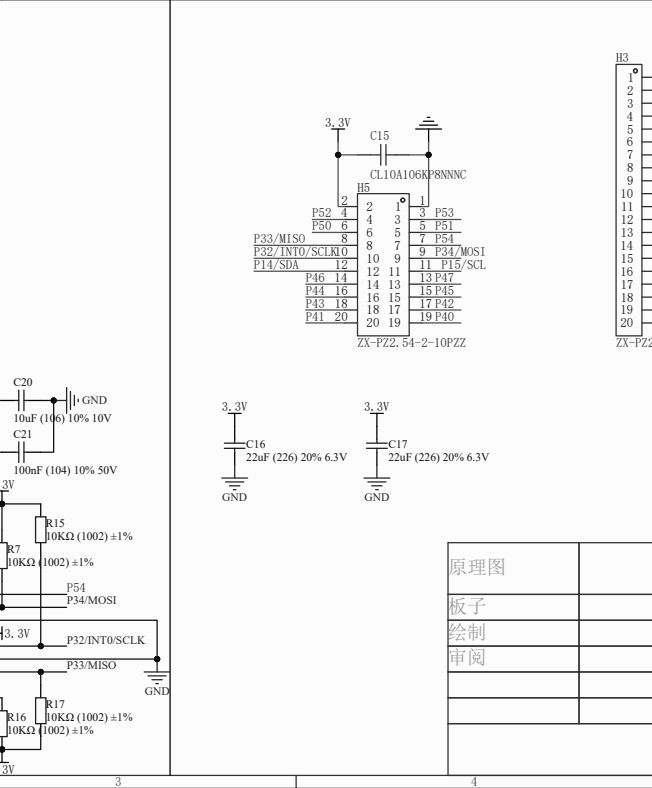 H3
1
2
3
4
5
6
7
8
9
10
11
12
13
14
15
16
17
18
19
20
ZX-PZ2
3.3V
C15
CL10A106KP8NNNC
H5
2 2 1 1
P52 4 4 3 3 P53
P50 6 6 5 5 P51
P33/MISO 8 8 7 7 P54
P32/INT0/SCLK10 10 9 9 P34/MOSI
P14/SDA 12 12 11 11 P15/SCL
P46 14 14 13 13 P47
P44 16 16 15 15 P45
P43 18 18 17 17 P42
P41 20 20 19 19 P40
ZX-PZ2.54-2-10PZZ
C20
GND
10uF (106) 10% 10V
C21
100nF (104) 10% 50V
3.3V
C16
22uF (226) 20% 6.3V
GND
3.3V
C17
22uF (226) 20% 6.3V
GND
3V
R15
10KΩ (1002) ±1%
R7
10KΩ (1002) ±1%
P54
P34/MOSI
3.3V
P32/INT0/SCLK
P33/MISO
GND
R17
10KΩ (1002) ±1%
R16
10KΩ (1002) ±1%
3V
原理图
板子
绘制
审阅
3
4